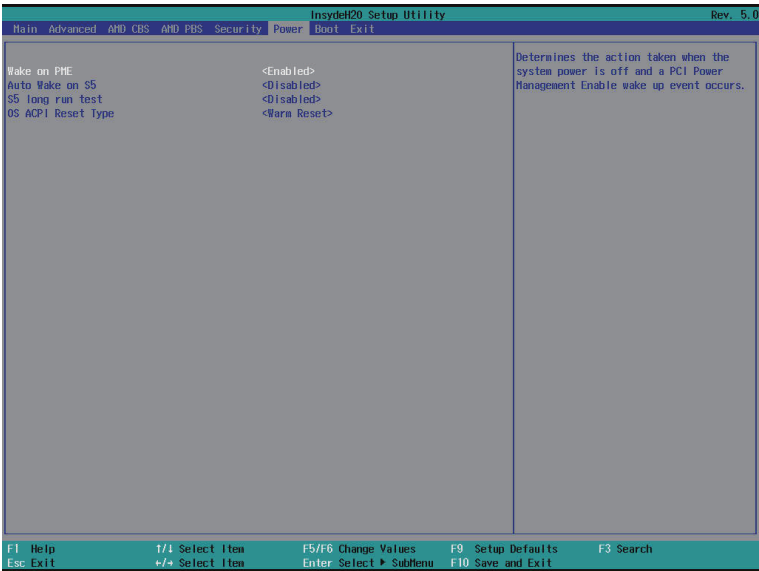 InsydeH20 Setup Utility Rev. 5.0
Main Advanced AMD CBS AMD PBS Security Power Boot Exit
Wake on PME <Enabled>
Auto Wake on S5 <Disabled>
S5 long run test <Disabled>
OS ACPI Reset Type <Warm Reset>
Determines the action taken when the
system power is off and a PCI Power
Management Enable wake up event occurs.
F1 Help ↑/↓ Select Item F5/F6 Change Values F9 Setup Defaults F3 Search
Esc Exit ←/→ Select Item Enter Select ▶ SubMenu F10 Save and Exit